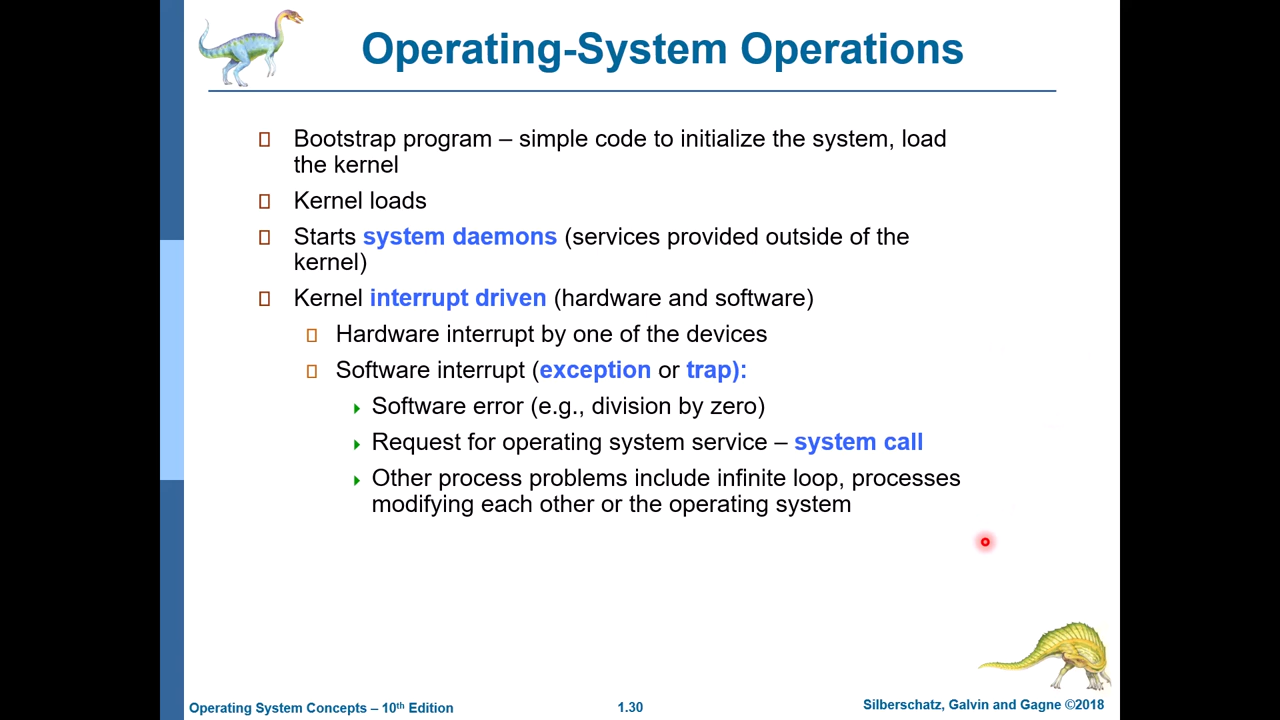 Operating-System Operations
Bootstrap program – simple code to initialize the system, load
the kernel
Kernel loads
Starts system daemons (services provided outside of the
kernel)
Kernel interrupt driven (hardware and software)
Hardware interrupt by one of the devices
Software interrupt (exception or trap):
Software error (e.g., division by zero)
Request for operating system service – system call
Other process problems include infinite loop, processes
modifying each other or the operating system
Operating System Concepts – 10th Edition
1.30
Silberschatz, Galvin and Gagne ©2018